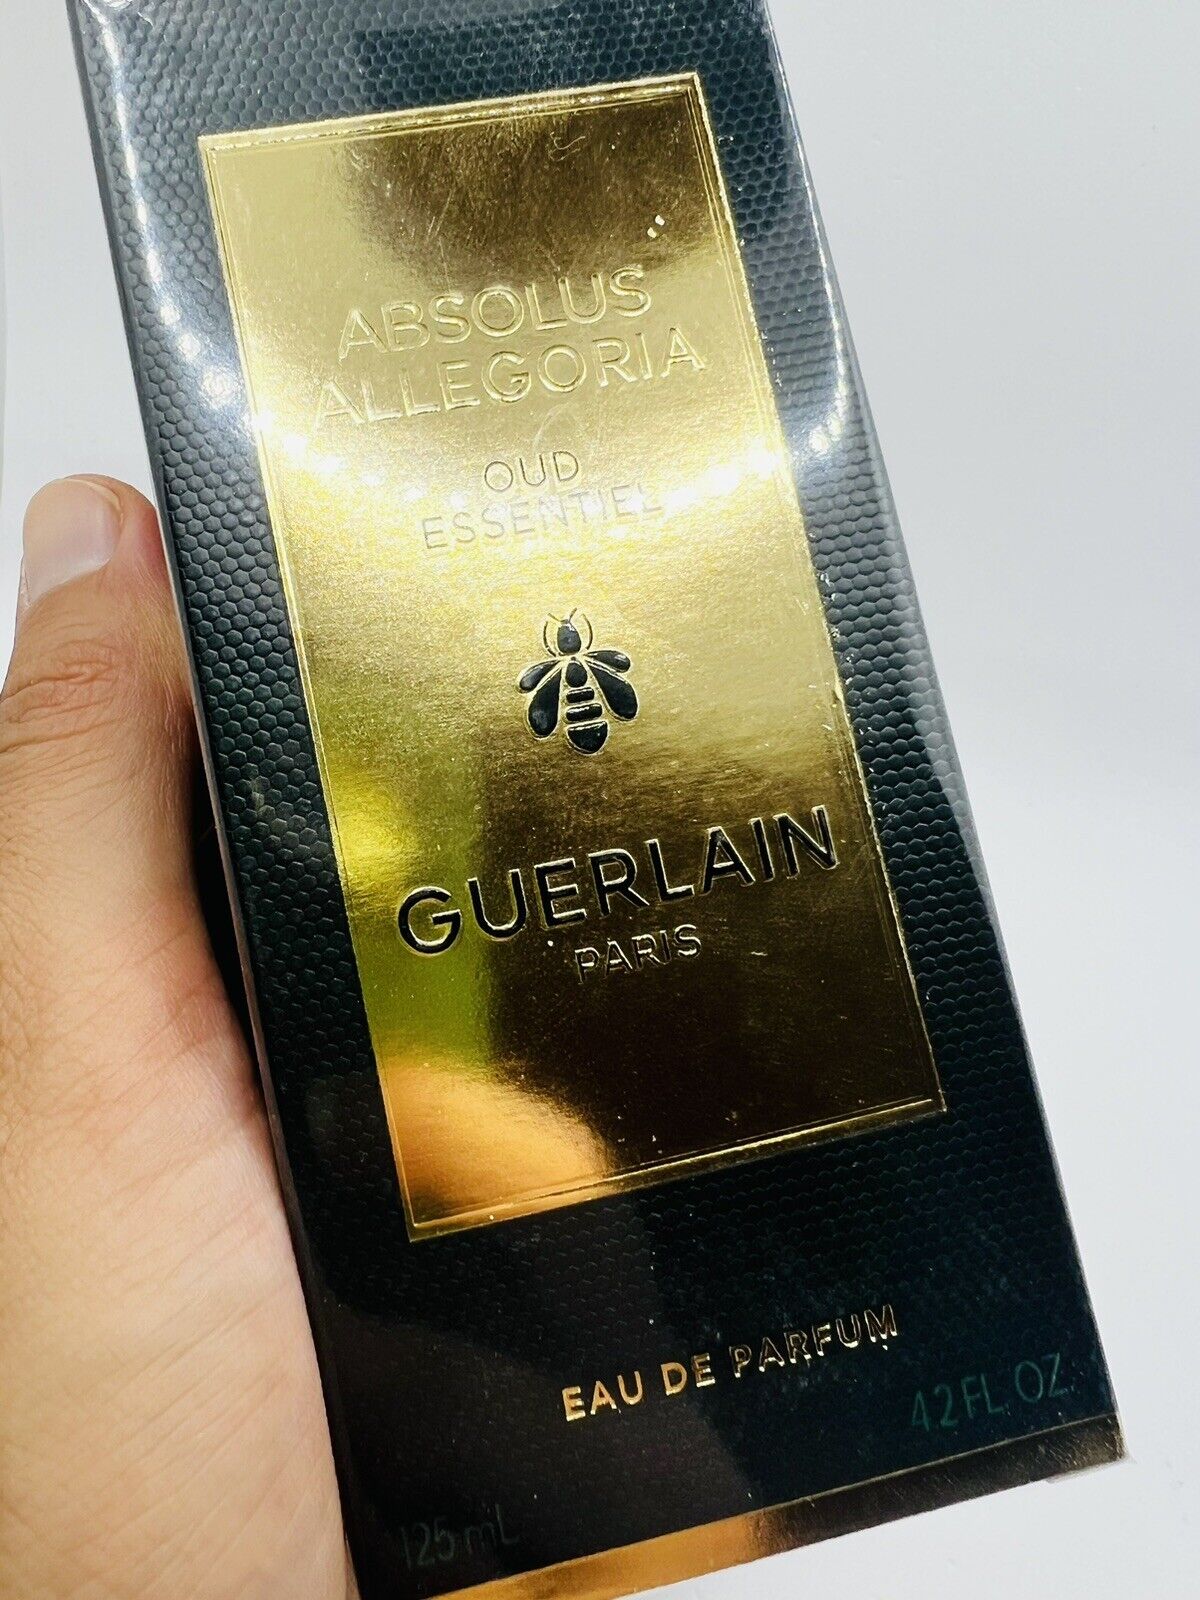 ABSOLUS
ALLEGORIA
OUD
ESSENTIEL
GUERLAIN
PARIS
EAU DE PARFUM
125 mL
4.2 FL. OZ